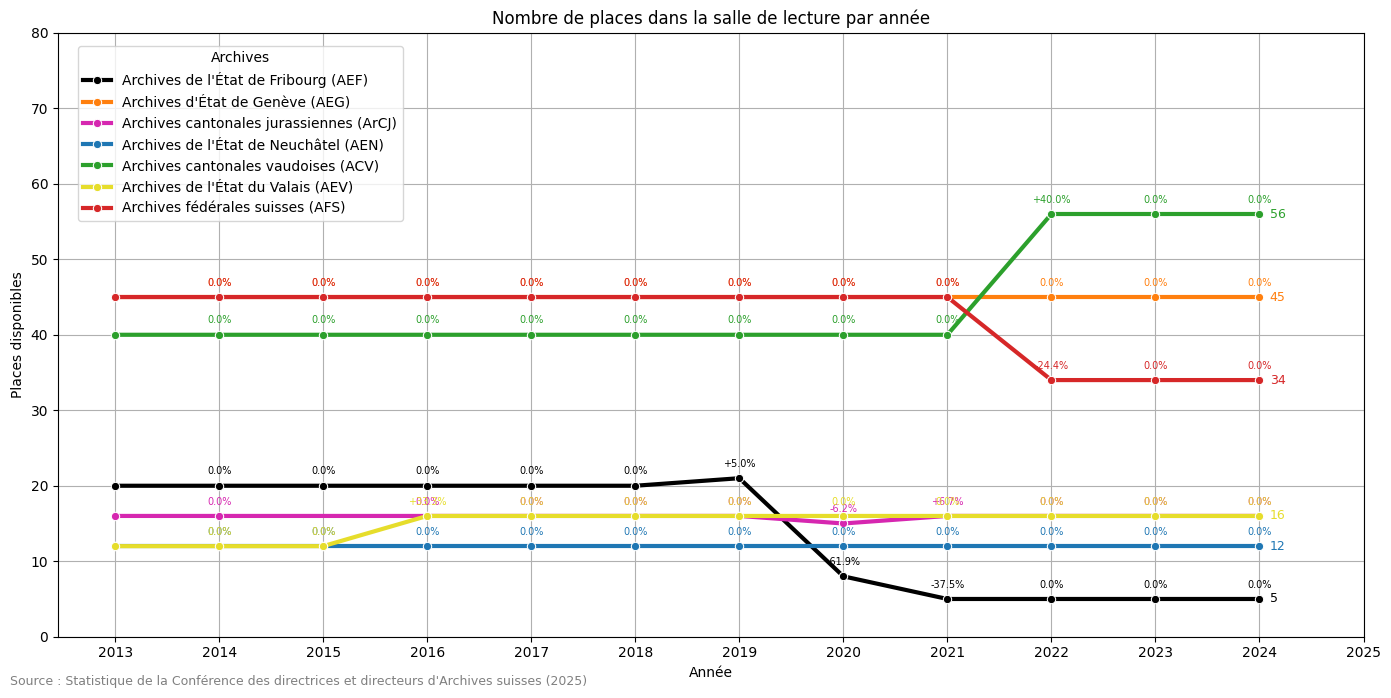 Nombre de places dans la salle de lecture par année
Archives
Archives de l'État de Fribourg (AEF)
Archives d'État de Genève (AEG)
Archives cantonales jurassiennes (ArCJ)
Archives de l'État de Neuchâtel (AEN)
Archives cantonales vaudoises (ACV)
Archives de l'État du Valais (AEV)
Archives fédérales suisses (AFS)
Places disponibles
80
70
60
50
40
30
20
10
0
+40.0% 0.0% 0.0%
56
0.0% 0.0% 0.0% 0.0% 0.0% 0.0% 0.0% 0.0% 0.0% 0.0% 0.0%
45
0.0% 0.0% 0.0% 0.0% 0.0% 0.0% 0.0% 0.0%
-24.4% 0.0% 0.0%
34
0.0% 0.0% 0.0% 0.0% 0.0% +5.0%
0.0% 0.0% 0.0% 0.0% 0.0% 0.0% +6.7% 0.0% 0.0% 0.0%
-6.2%
16
0.0% 0.0% 0.0% 0.0% 0.0% 0.0% 0.0% 0.0% 0.0% 0.0% 0.0%
12
-61.9%
-37.5% 0.0% 0.0% 0.0%
5
2013 2014 2015 2016 2017 2018 2019 2020 2021 2022 2023 2024 2025
Année
Source : Statistique de la Conférence des directrices et directeurs d'Archives suisses (2025)